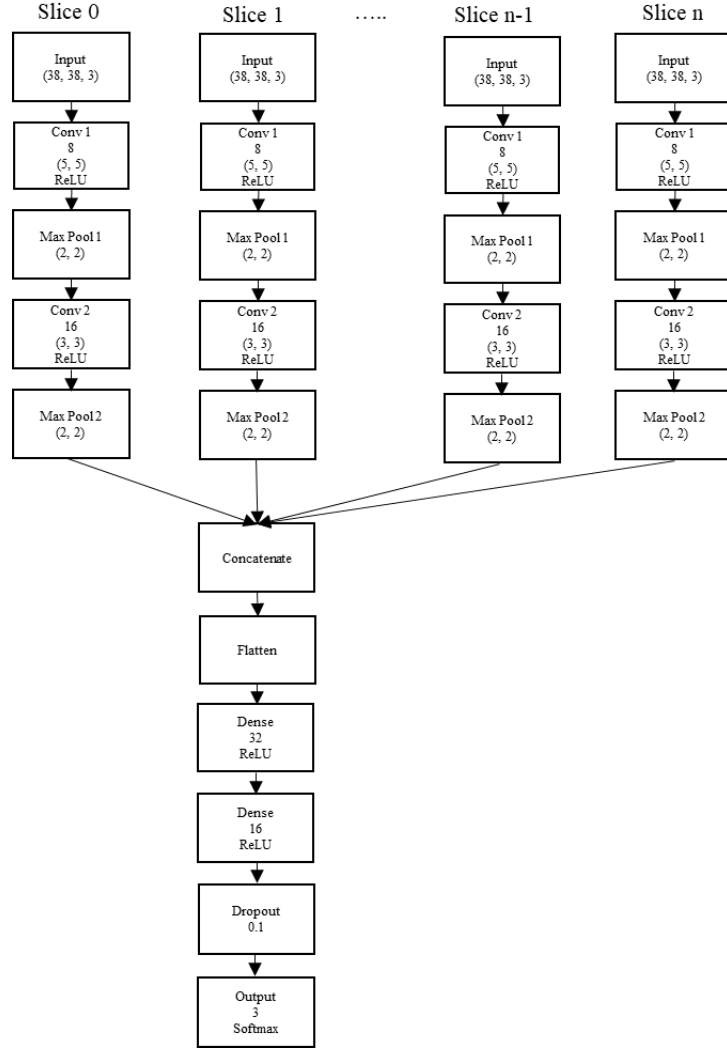 Slice 0
Slice 1
…..
Slice n-1
Slice n
Input
(38, 38, 3)
Input
(38, 38, 3)
Input
(38, 38, 3)
Input
(38, 38, 3)
Conv 1
8
(5, 5)
ReLU
Conv 1
8
(5, 5)
ReLU
Conv 1
8
(5, 5)
ReLU
Conv 1
8
(5, 5)
ReLU
Max Pool 1
(2, 2)
Max Pool 1
(2, 2)
Max Pool 1
(2, 2)
Max Pool 1
(2, 2)
Conv 2
16
(3, 3)
ReLU
Conv 2
16
(3, 3)
ReLU
Conv 2
16
(3, 3)
ReLU
Conv 2
16
(3, 3)
ReLU
Max Pool 2
(2, 2)
Max Pool 2
(2, 2)
Max Pool 2
(2, 2)
Max Pool 2
(2, 2)
Concatenate
Flatten
Dense
32
ReLU
Dense
16
ReLU
Dropout
0.1
Output
3
Softmax